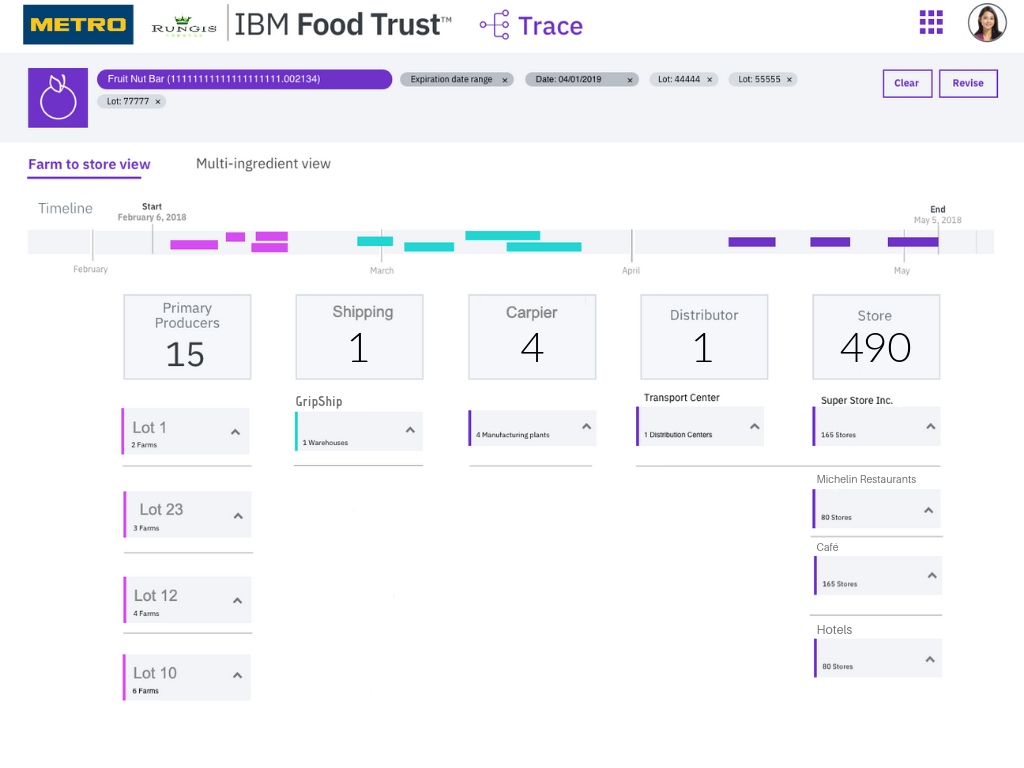 METRO
RUNGIS
IBM Food Trust™
Trace
Fruit Nut Bar (1111111111111111111.002134)
Expiration date range ×
Date: 04/01/2019 ×
Lot: 44444 ×
Lot: 55555 ×
Lot: 77777 ×
Clear
Revise
Farm to store view
Multi-ingredient view
Timeline
Start
February 6, 2018
End
May 5, 2018
February
March
April
May
Primary
Producers
15
Shipping
1
Carpier
4
Distributor
1
Store
490
Lot 1
2 Farms
GripShip
1 Warehouses
4 Manufacturing plants
Transport Center
1 Distribution Centers
Super Store Inc.
165 Stores
Lot 23
3 Farms
Michelin Restaurants
80 Stores
Café
165 Stores
Lot 12
4 Farms
Hotels
80 Stores
Lot 10
6 Farms